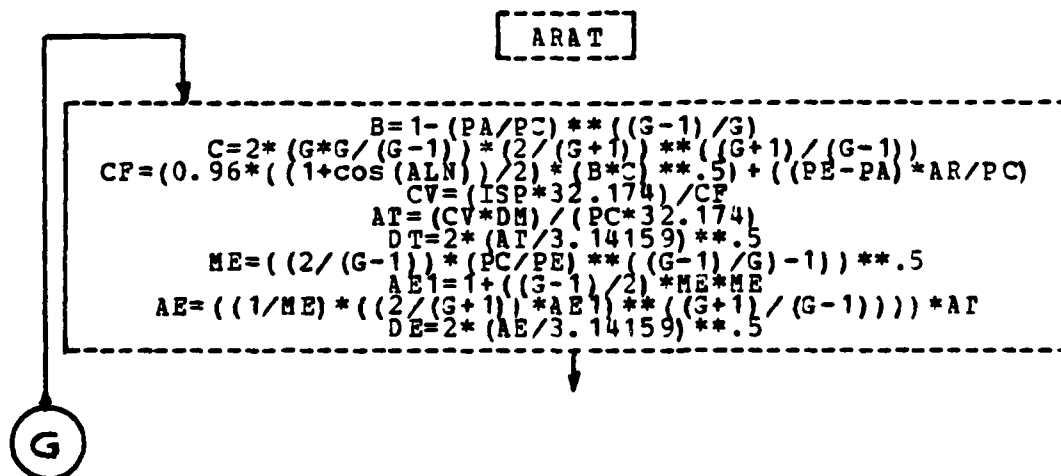 ARAT
B=1-(PA/PC)**((G-1)/G)
C=2*(G*G/(G-1))*(2/(G+1))**((G+1)/(G-1))
CF=(0.96*((1+cos(ALN))/2)*(B*C)**.5)+((PE-PA)*AR/PC)
CV=(ISP*32.174)/CF
AT=(CV*DM)/(PC*32.174)
DT=2*(AT/3.14159)**.5
ME=((2/(G-1))*(PC/PE)**((G-1)/G)-1))**.5
AE1=1+((G-1)/2)*ME*ME
AE=((1/ME)*((2/(G+1))*AE1)**((G+1)/(G-1))))*AT
DE=2*(AE/3.14159)**.5
G